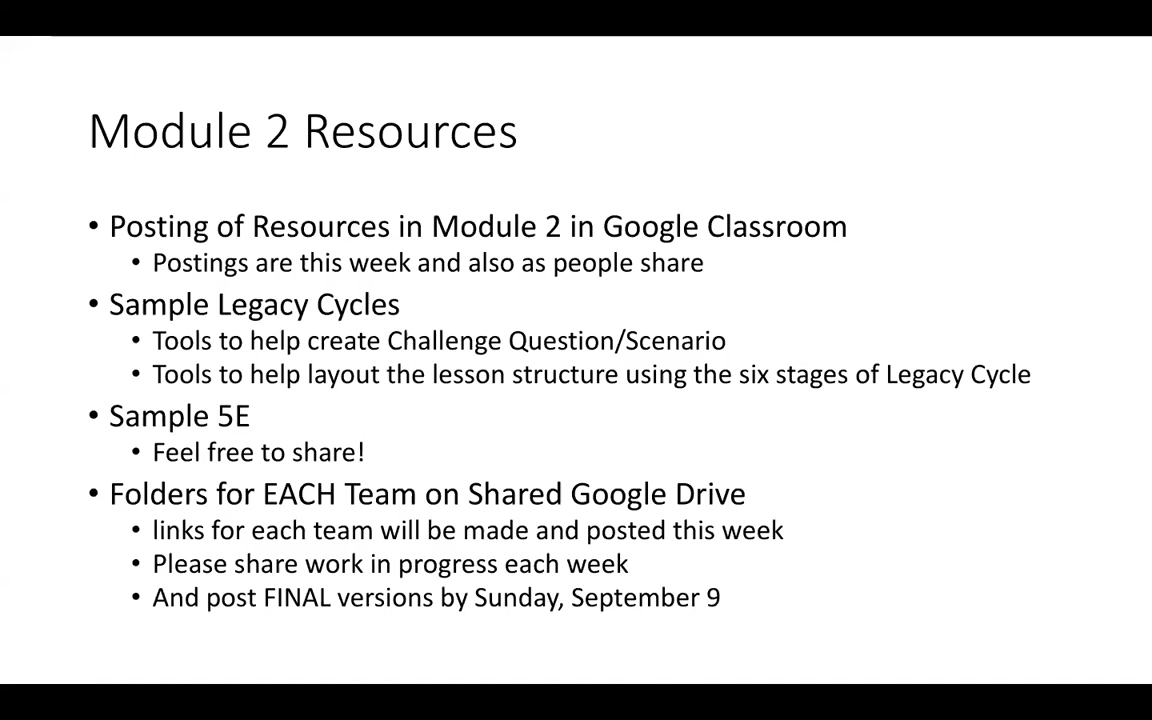 Module 2 Resources
• Posting of Resources in Module 2 in Google Classroom
• Postings are this week and also as people share
• Sample Legacy Cycles
• Tools to help create Challenge Question/Scenario
• Tools to help layout the lesson structure using the six stages of Legacy Cycle
• Sample 5E
• Feel free to share!
• Folders for EACH Team on Shared Google Drive
• links for each team will be made and posted this week
• Please share work in progress each week
• And post FINAL versions by Sunday, September 9